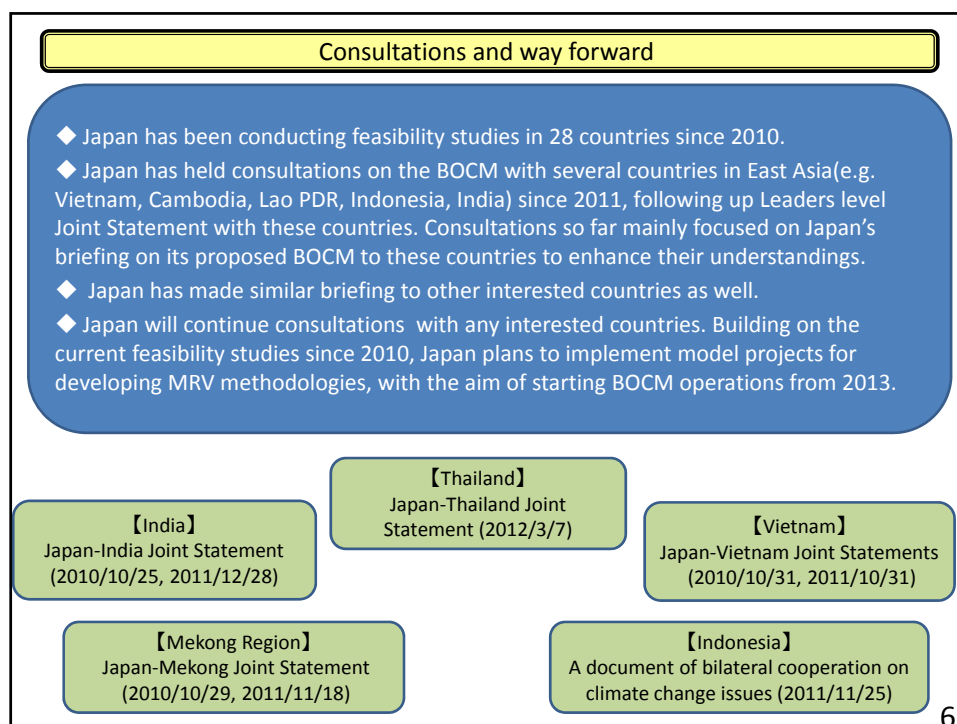 Consultations and way forward
◆ Japan has been conducting feasibility studies in 28 countries since 2010.
◆ Japan has held consultations on the BOCM with several countries in East Asia(e.g.
Vietnam, Cambodia, Lao PDR, Indonesia, India) since 2011, following up Leaders level
Joint Statement with these countries. Consultations so far mainly focused on Japan’s
briefing on its proposed BOCM to these countries to enhance their understandings.
◆ Japan has made similar briefing to other interested countries as well.
◆ Japan will continue consultations with any interested countries. Building on the
current feasibility studies since 2010, Japan plans to implement model projects for
developing MRV methodologies, with the aim of starting BOCM operations from 2013.
【Thailand】
Japan-Thailand Joint
Statement (2012/3/7)
【India】
Japan-India Joint Statement
(2010/10/25, 2011/12/28)
【Vietnam】
Japan-Vietnam Joint Statements
(2010/10/31, 2011/10/31)
【Mekong Region】
Japan-Mekong Joint Statement
(2010/10/29, 2011/11/18)
【Indonesia】
A document of bilateral cooperation on
climate change issues (2011/11/25)
6